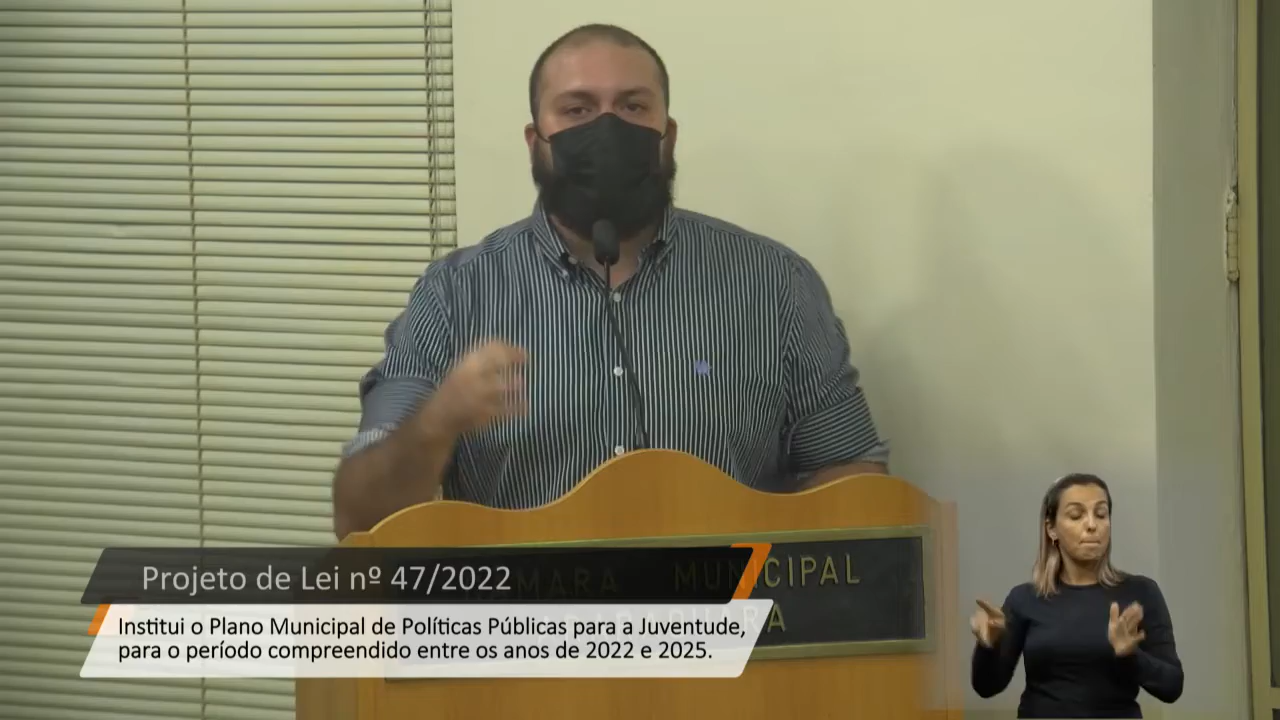 Projeto de Lei nº 47/2022
Institui o Plano Municipal de Políticas Públicas para a Juventude,
para o período compreendido entre os anos de 2022 e 2025.
MUNICIPAL